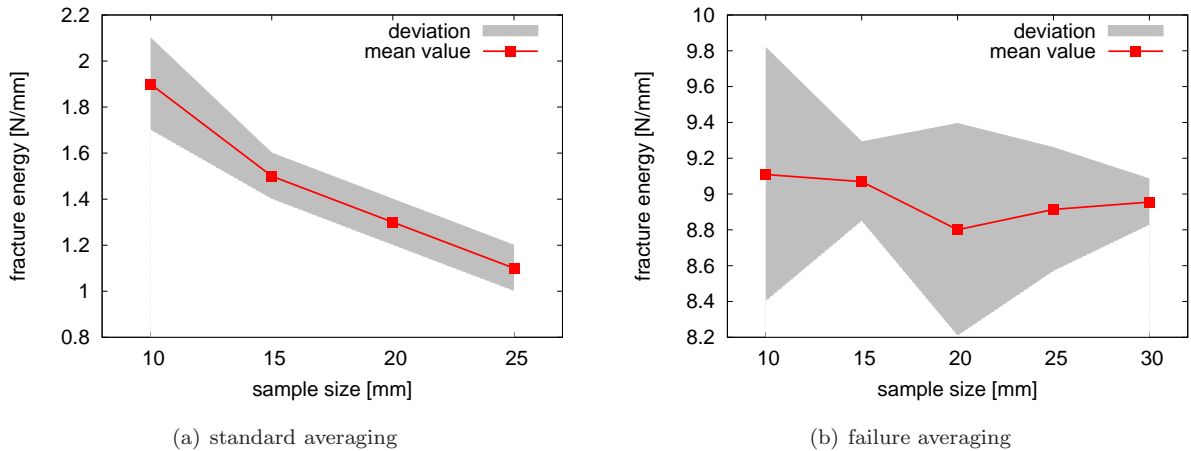 2.2
2
1.8
1.6
1.4
1.2
1
0.8
10
15
20
25
fracture energy [N/mm]
sample size [mm]
deviation
mean value
(a) standard averaging
10
9.8
9.6
9.4
9.2
9
8.8
8.6
8.4
8.2
10
15
20
25
30
fracture energy [N/mm]
sample size [mm]
deviation
mean value
(b) failure averaging